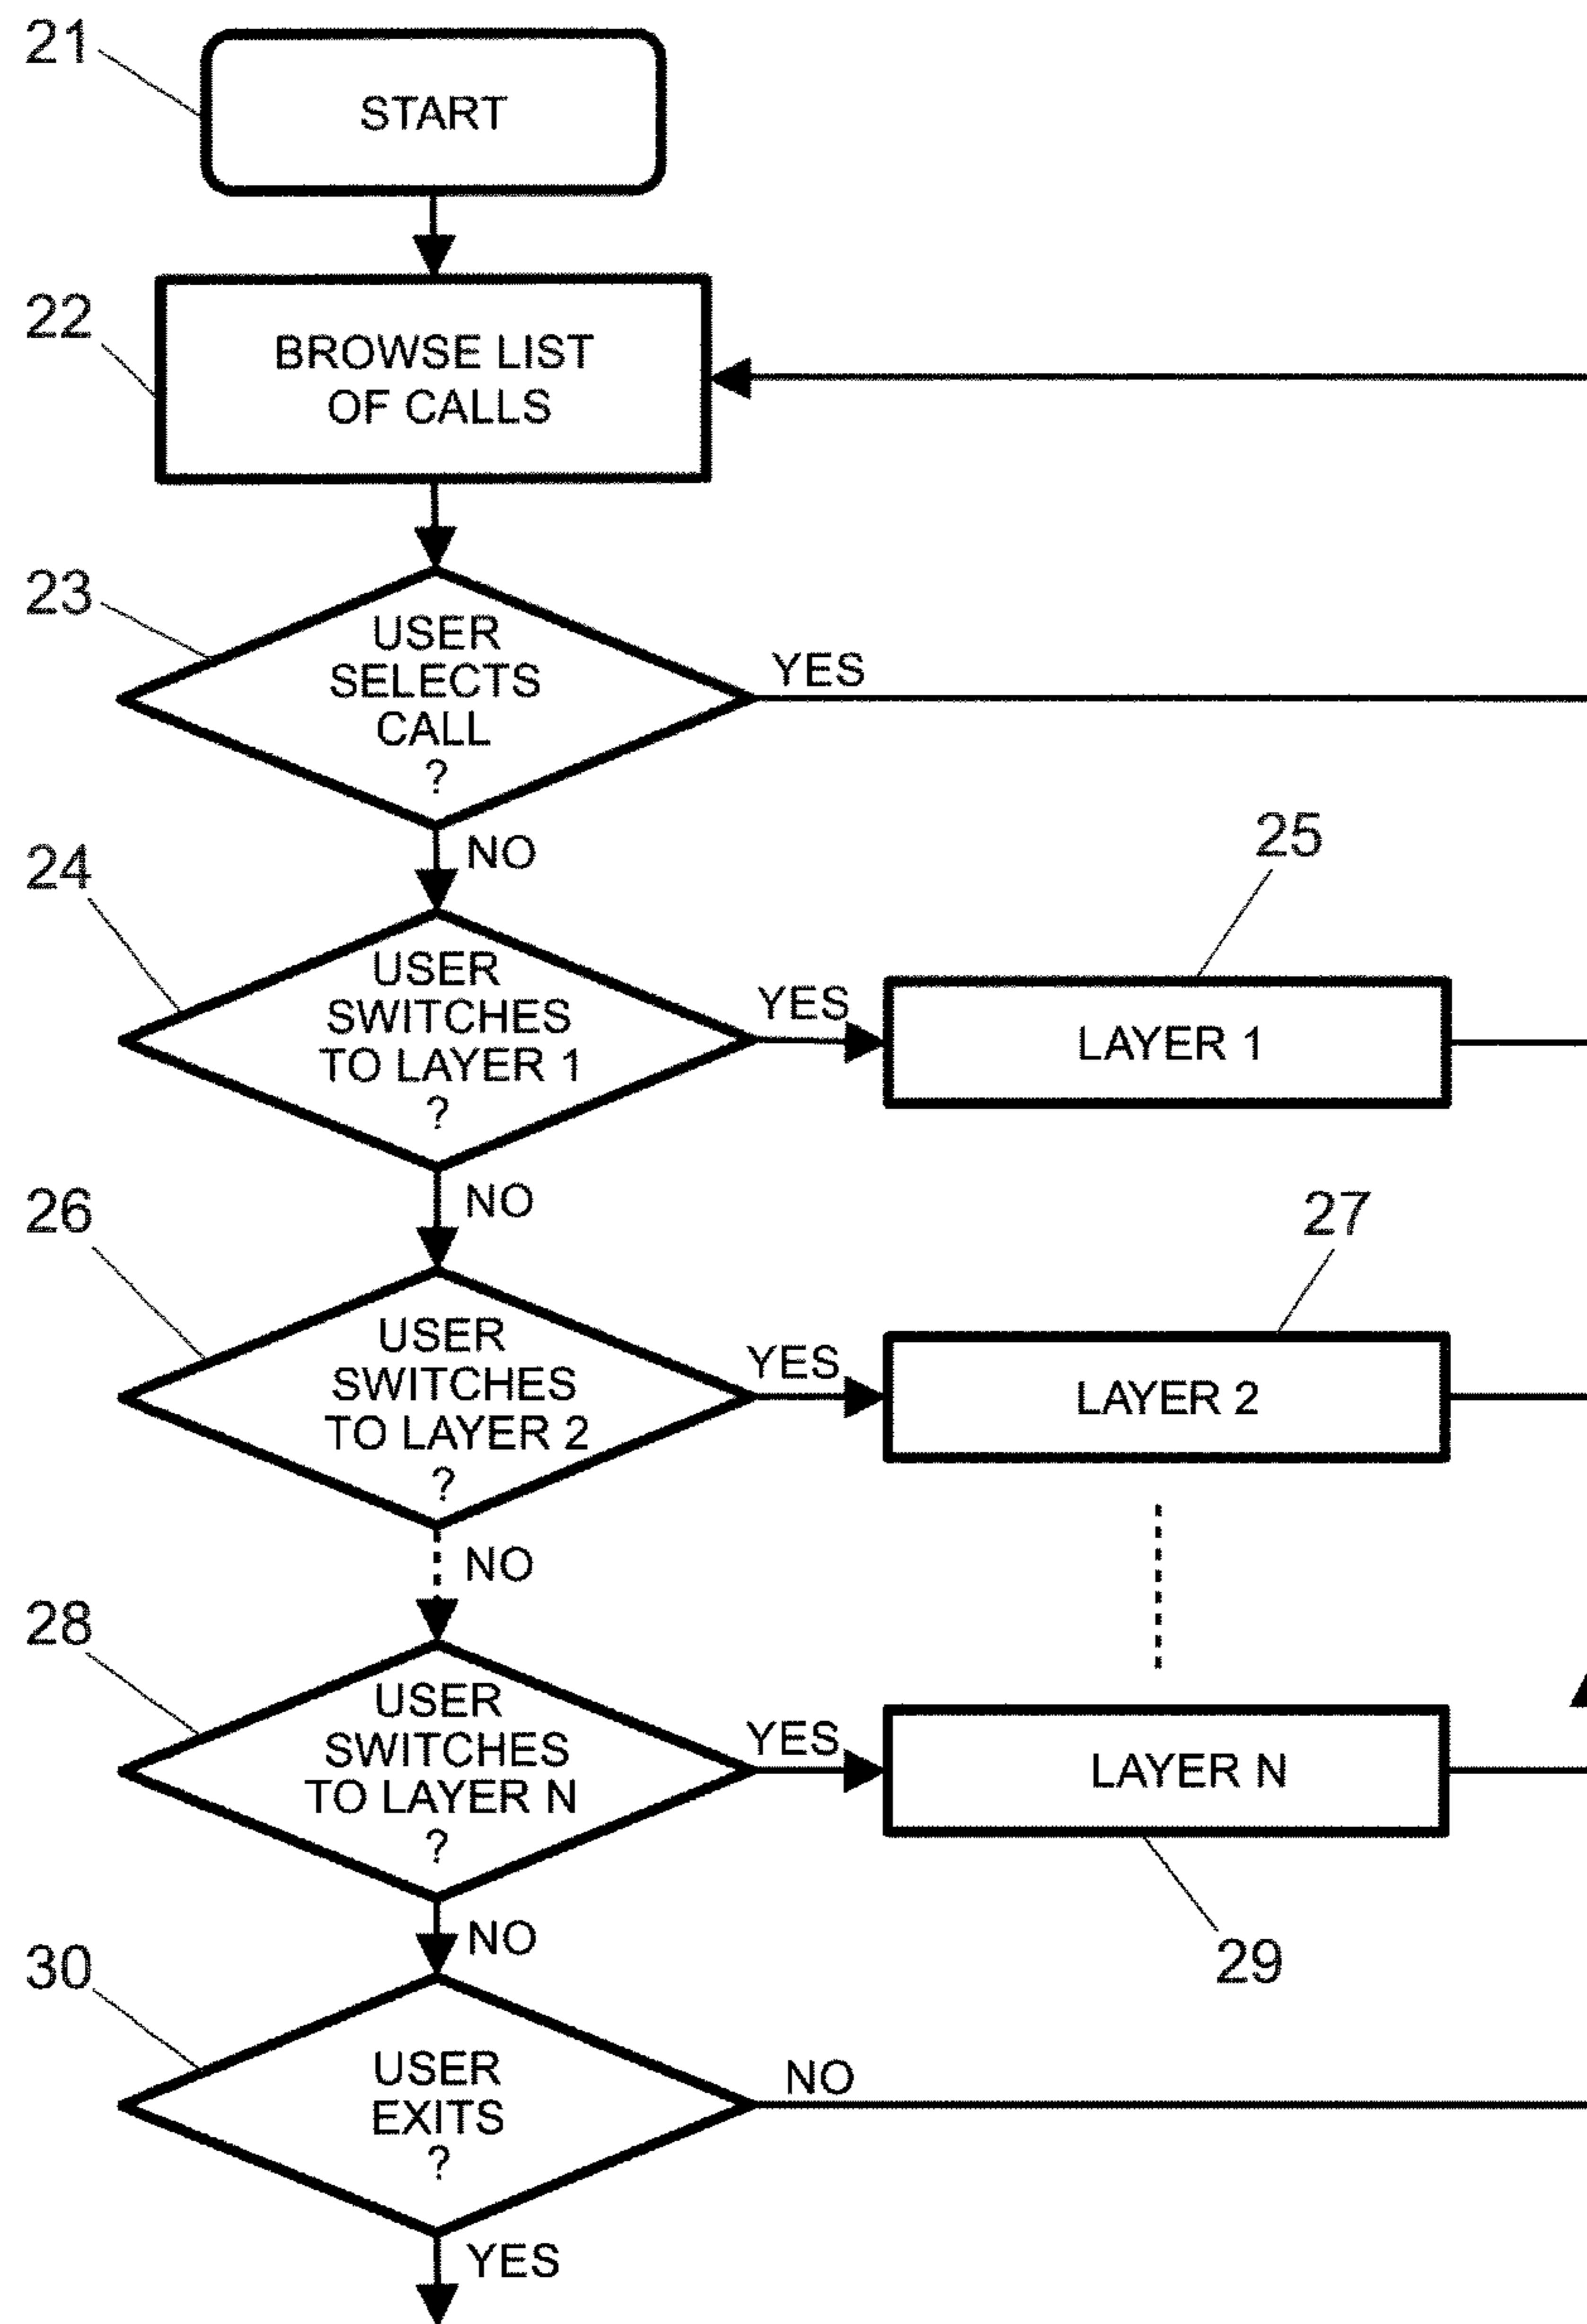 21
START
22
BROWSE LIST
OF CALLS
23
USER
SELECTS
CALL
?
YES
NO
24
USER
SWITCHES
TO LAYER 1
?
YES
25
LAYER 1
NO
26
USER
SWITCHES
TO LAYER 2
?
YES
27
LAYER 2
NO
28
USER
SWITCHES
TO LAYER N
?
YES
LAYER N
29
NO
30
USER
EXITS
?
NO
YES